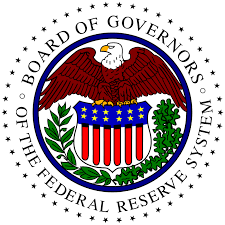 BOARD OF GOVERNORS
OF THE FEDERAL RESERVE SYSTEM